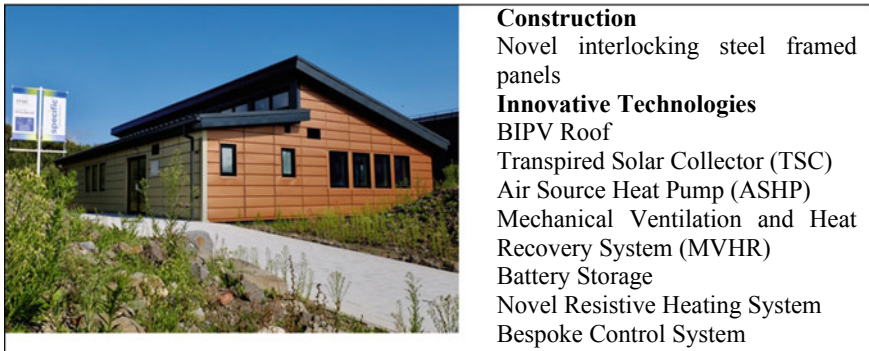 specific
Construction
Novel interlocking steel framed
panels
Innovative Technologies
BIPV Roof
Transpired Solar Collector (TSC)
Air Source Heat Pump (ASHP)
Mechanical Ventilation and Heat
Recovery System (MVHR)
Battery Storage
Novel Resistive Heating System
Bespoke Control System